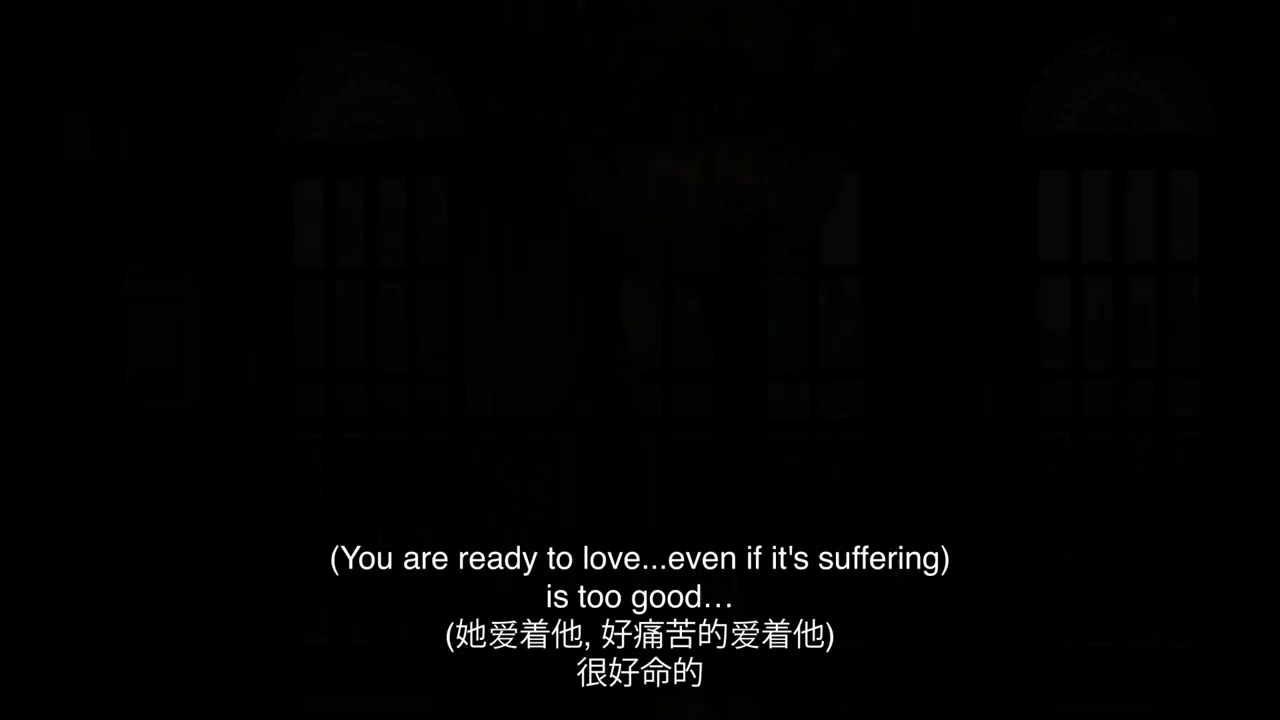 (You are ready to love...even if it's suffering)
is too good…
(她爱着他, 好痛苦的爱着他)
很好命的